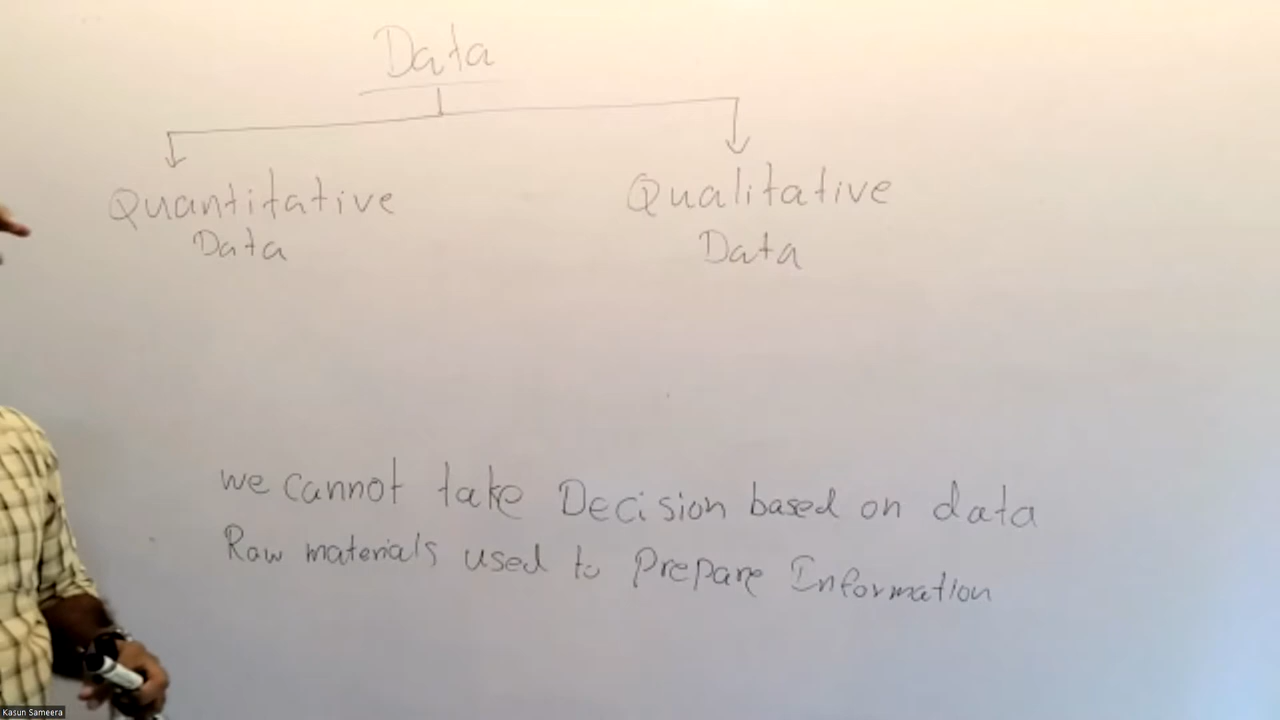 Data
Quantitative
Data
Qualitative
Data
we cannot take Decision based on data
Raw materials used to Prepare Information
Kasun Sameera